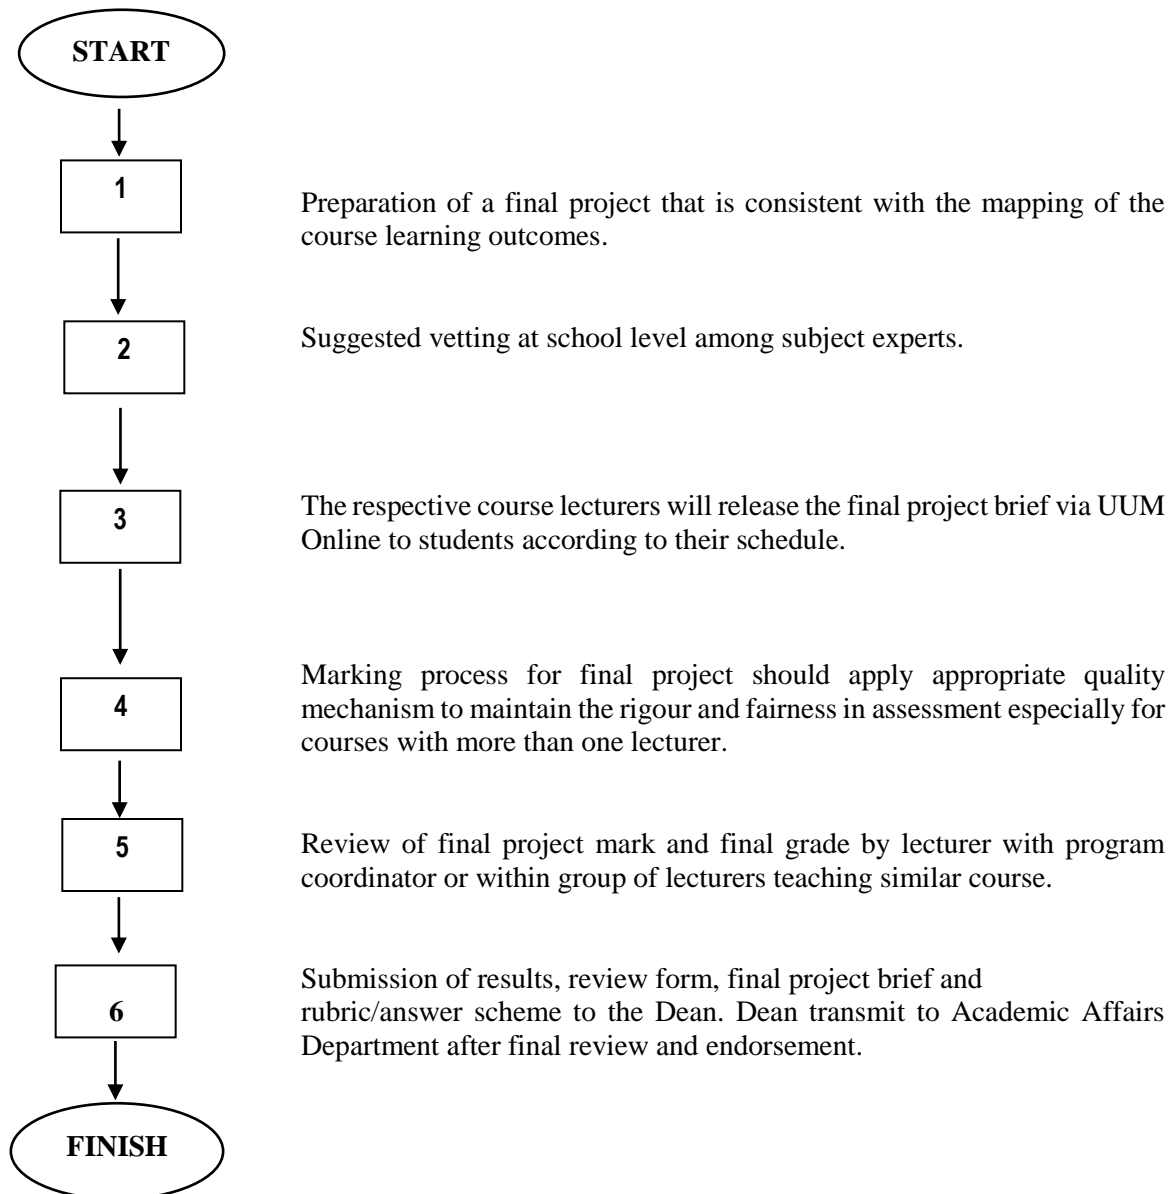 START
1
Preparation of a final project that is consistent with the mapping of the
course learning outcomes.
2
Suggested vetting at school level among subject experts.
3
The respective course lecturers will release the final project brief via UUM
Online to students according to their schedule.
4
Marking process for final project should apply appropriate quality
mechanism to maintain the rigour and fairness in assessment especially for
courses with more than one lecturer.
5
Review of final project mark and final grade by lecturer with program
coordinator or within group of lecturers teaching similar course.
6
Submission of results, review form, final project brief and
rubric/answer scheme to the Dean. Dean transmit to Academic Affairs
Department after final review and endorsement.
FINISH